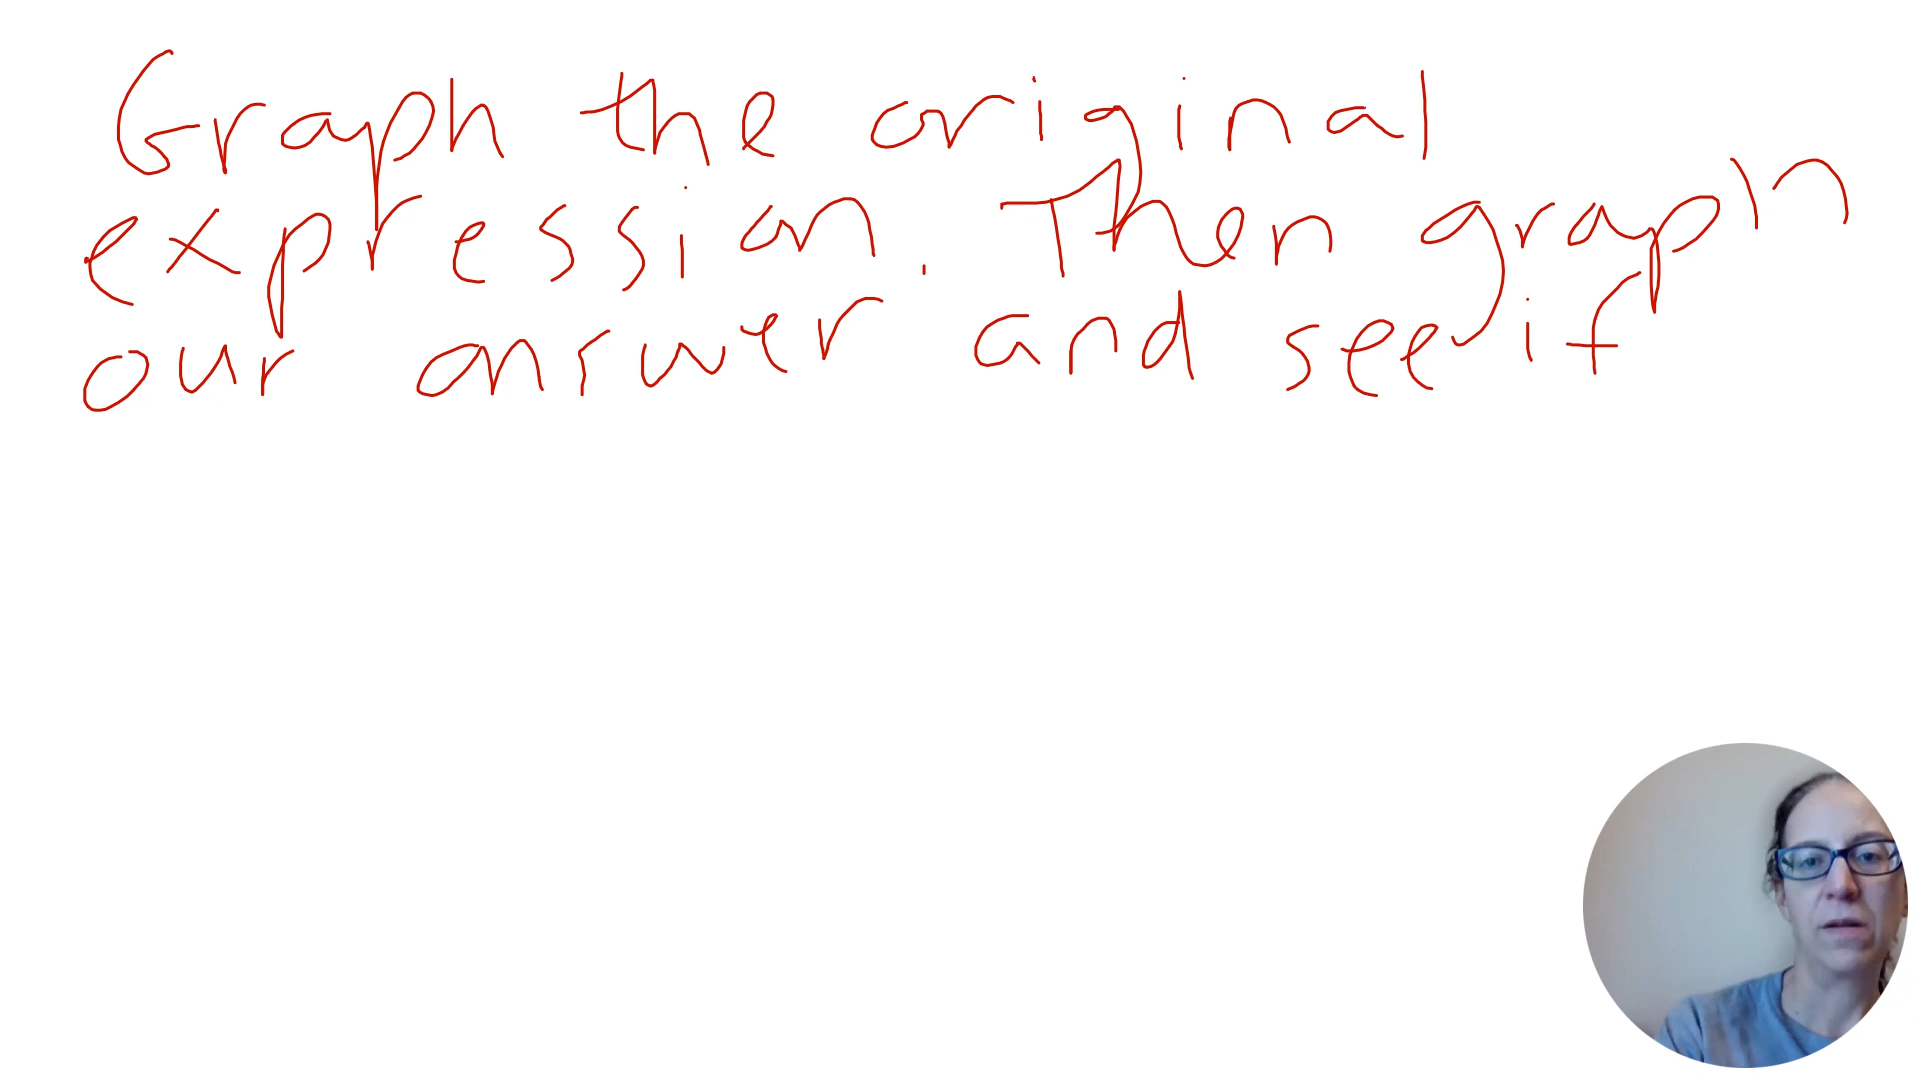 Graph the original
expression. Then graph
our answer and see if